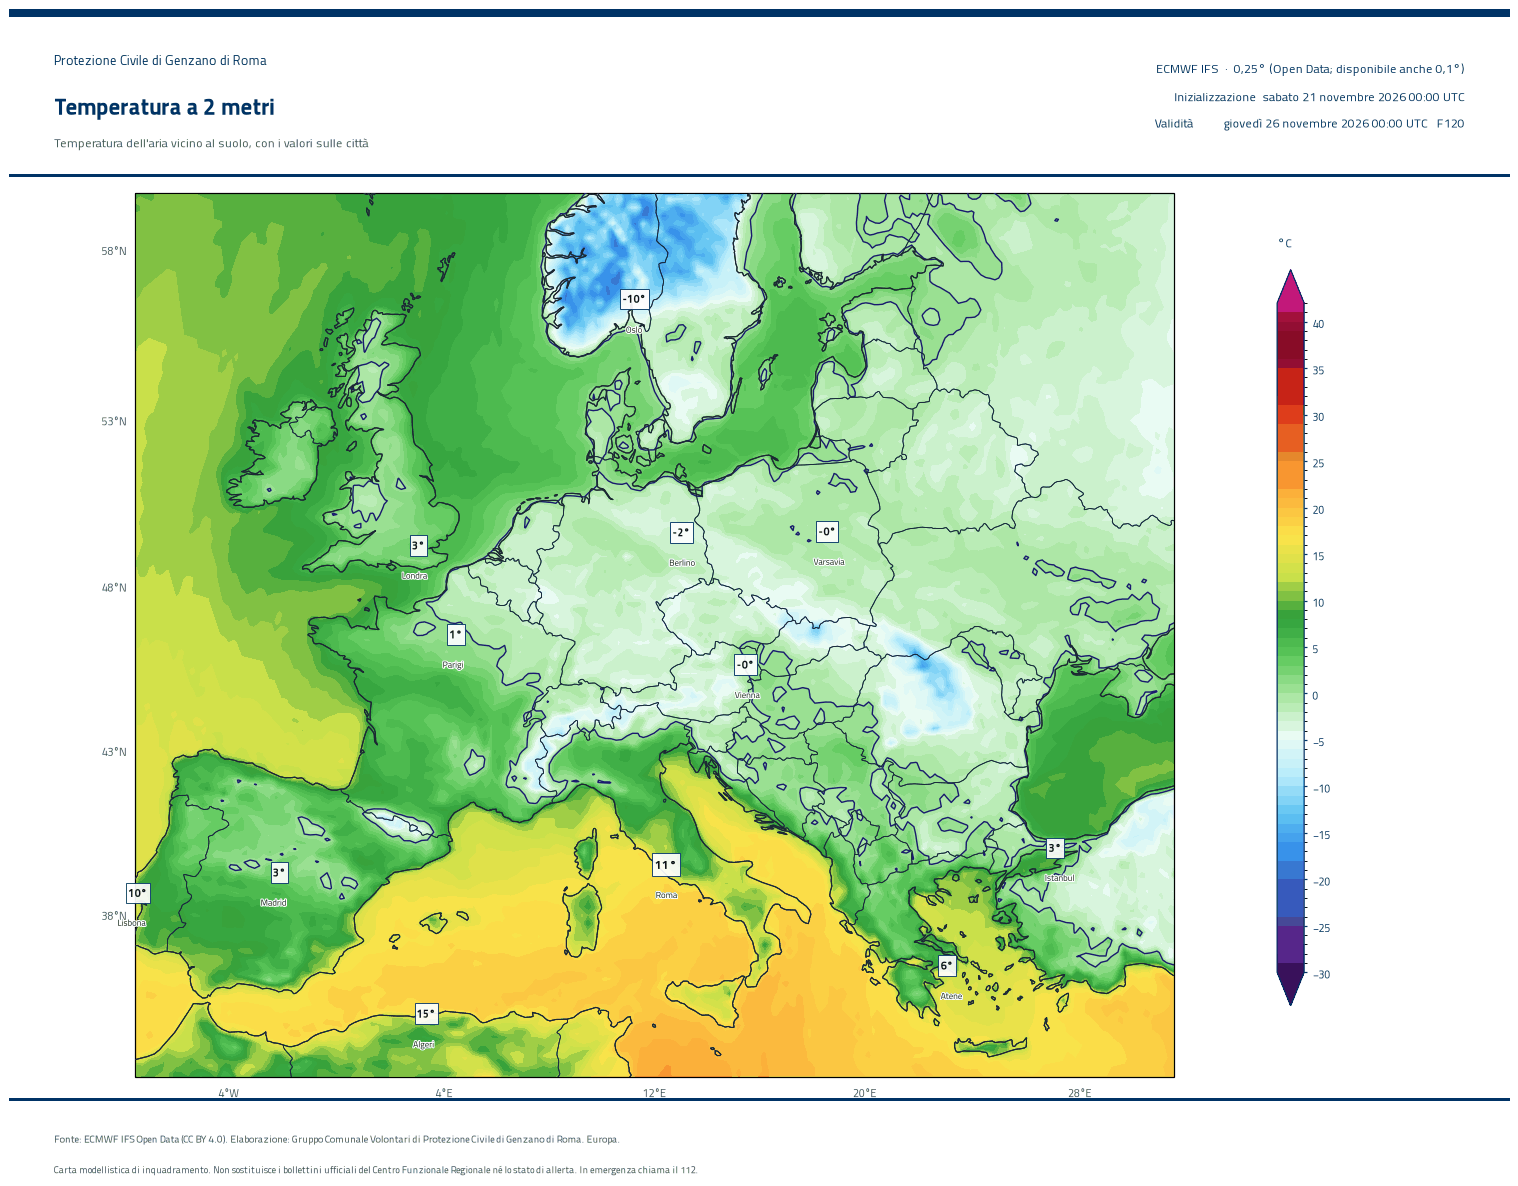 Protezione Civile di Genzano di Roma
Temperatura a 2 metri
Temperatura dell'aria vicino al suolo, con i valori sulle città
ECMWF IFS · 0,25° (Open Data; disponibile anche 0,1°)
Inizializzazione sabato 21 novembre 2026 00:00 UTC
Validità giovedì 26 novembre 2026 00:00 UTC F120
58°N
53°N
48°N
43°N
38°N
4°W
4°E
12°E
20°E
28°E
-10°
Oslo
3°
Londra
-2°
Berlino
-0°
Varsavia
1°
Parigi
-0°
Vienna
3°
Istanbul
11°
Roma
3°
Madrid
10°
Lisbona
6°
Atene
15°
Algeri
°C
40
35
30
25
20
15
10
5
0
−5
−10
−15
−20
−25
−30
Fonte: ECMWF IFS Open Data (CC BY 4.0). Elaborazione: Gruppo Comunale Volontari di Protezione Civile di Genzano di Roma. Europa.
Carta modellistica di inquadramento. Non sostituisce i bollettini ufficiali del Centro Funzionale Regionale né lo stato di allerta. In emergenza chiama il 112.